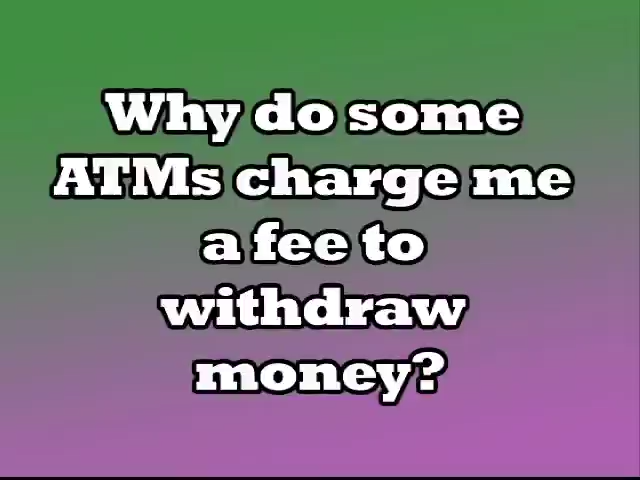 Why do some
ATMs charge me
a fee to
withdraw
money?